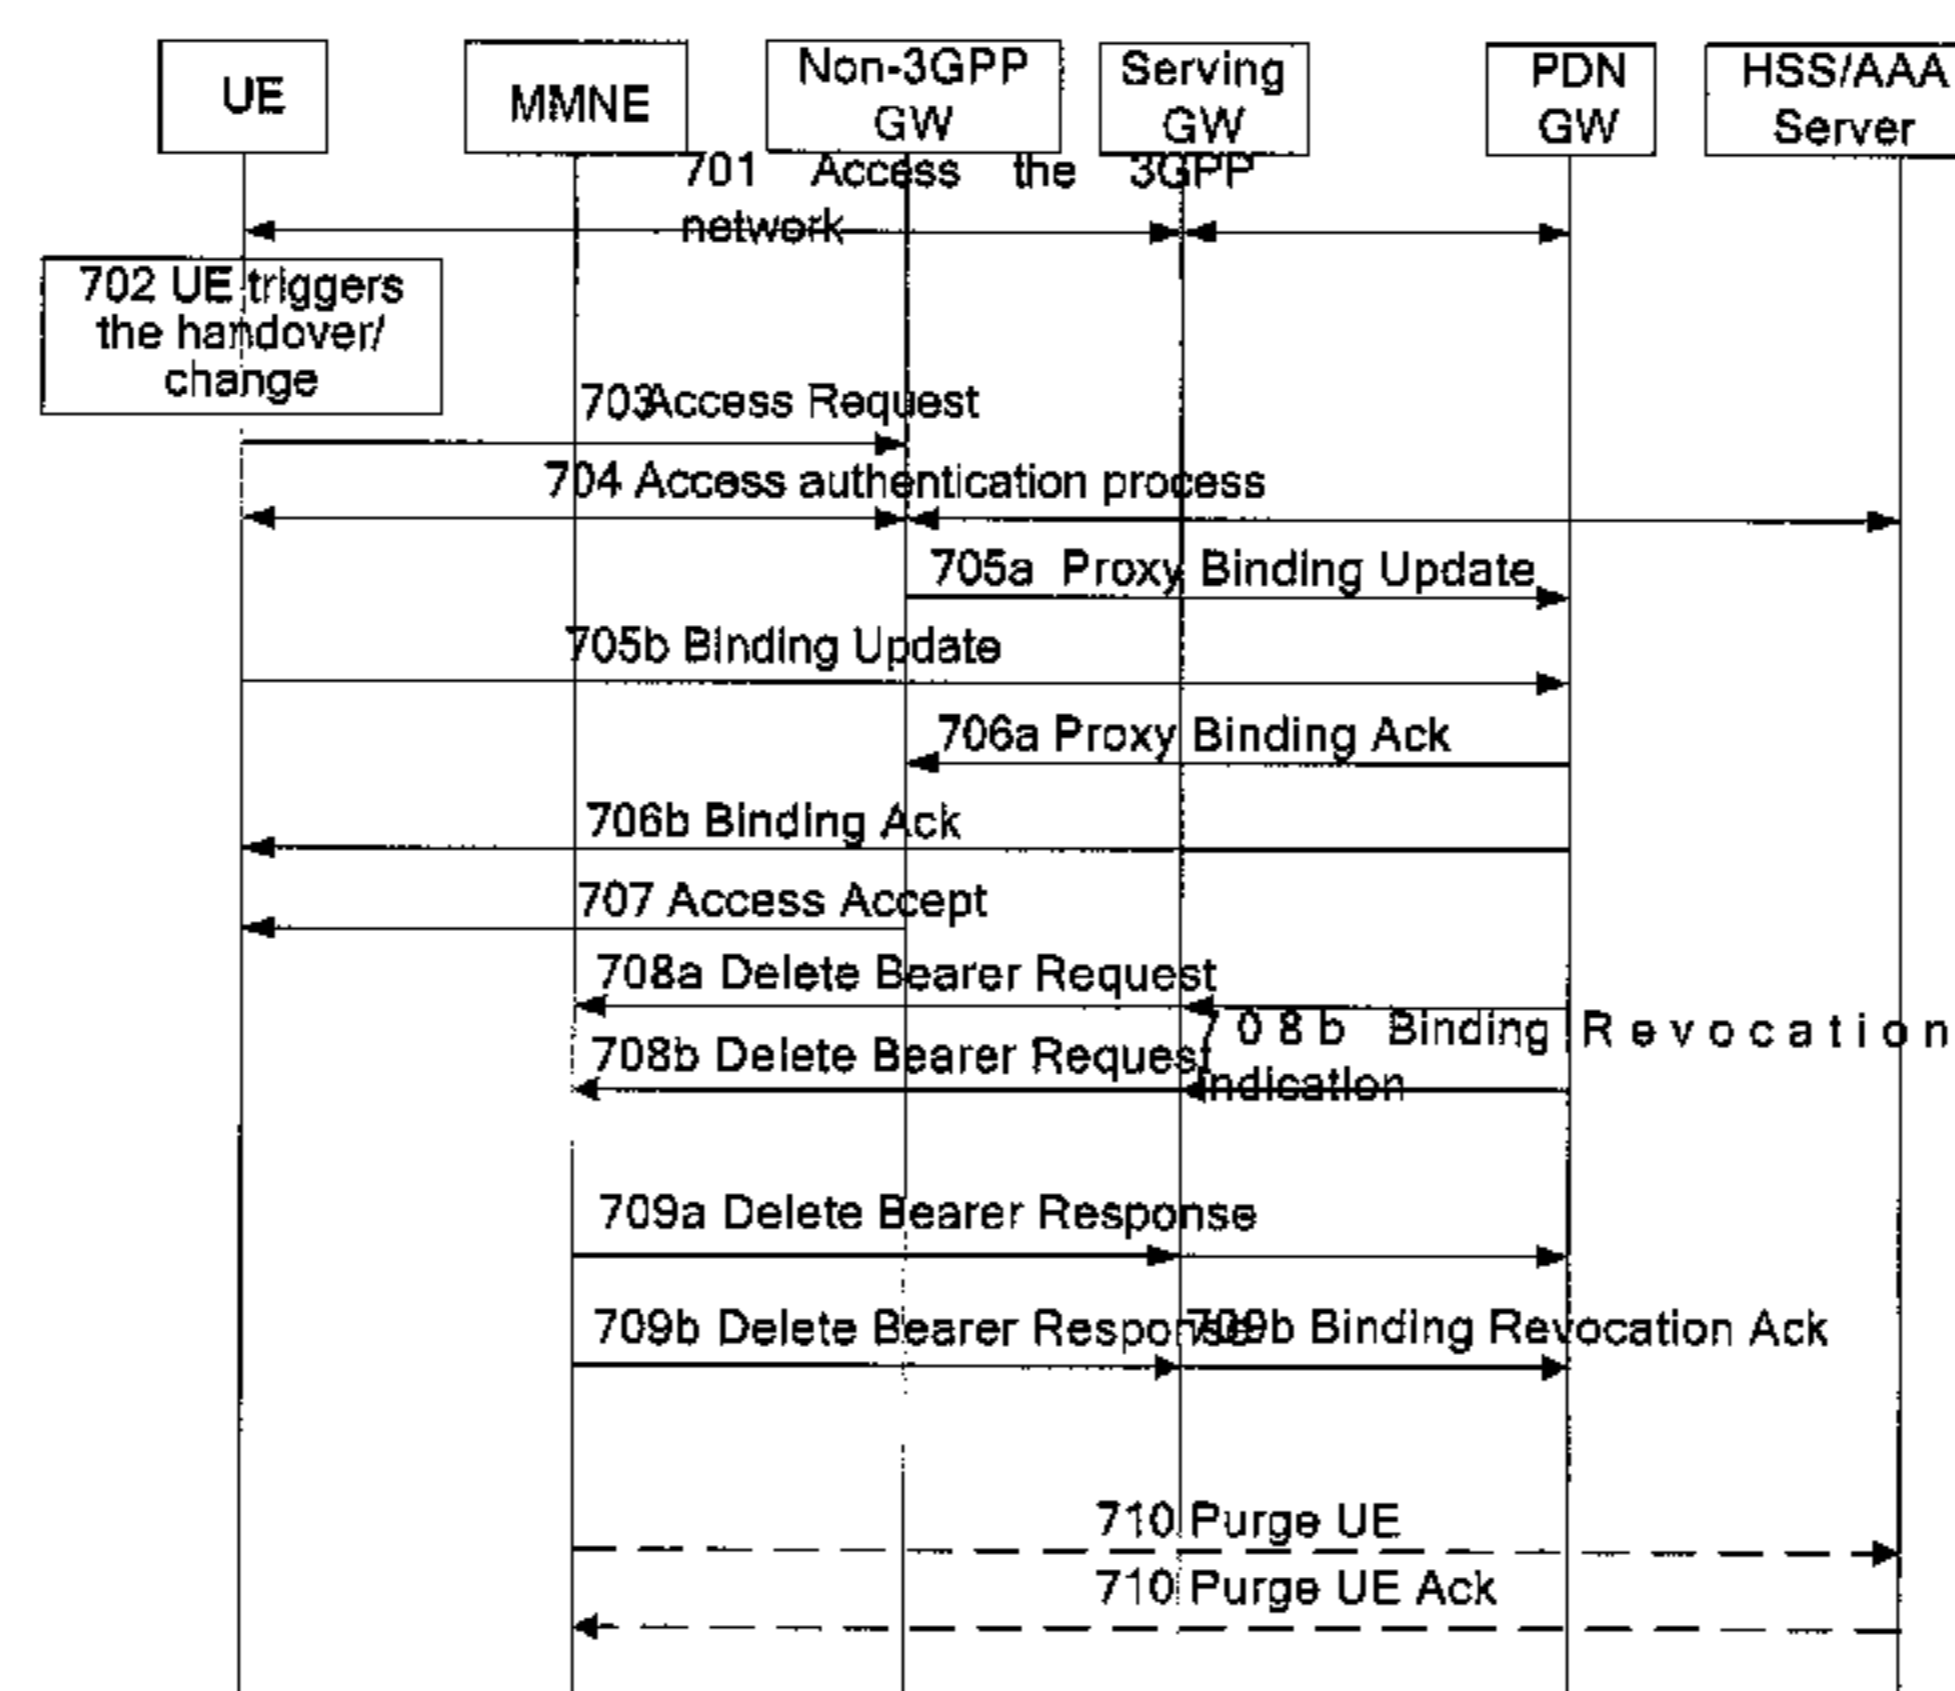 UE
MMNE
Non-3GPP
GW
Serving
GW
PDN
GW
HSS/AAA
Server
701 Access the 3GPP
network
702 UE triggers
the handover/
change
703 Access Request
704 Access authentication process
705a Proxy Binding Update
705b Binding Update
706a Proxy Binding Ack
706b Binding Ack
707 Access Accept
708a Delete Bearer Request
708b Binding Revocation
Indication
708b Delete Bearer Request
709a Delete Bearer Response
709b Delete Bearer Response
709b Binding Revocation Ack
710 Purge UE
710 Purge UE Ack